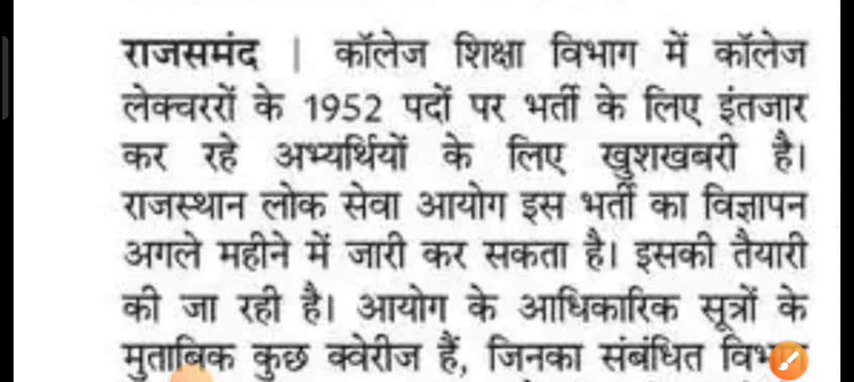 राजसमंद | कॉलेज शिक्षा विभाग में कॉलेज
लेक्चररों के 1952 पदों पर भर्ती के लिए इंतजार
कर रहे अभ्यर्थियों के लिए खुशखबरी है।
राजस्थान लोक सेवा आयोग इस भर्ती का विज्ञापन
अगले महीने में जारी कर सकता है। इसकी तैयारी
की जा रही है। आयोग के आधिकारिक सूत्रों के
मुताबिक कुछ क्वेरीज हैं, जिनका संबंधित